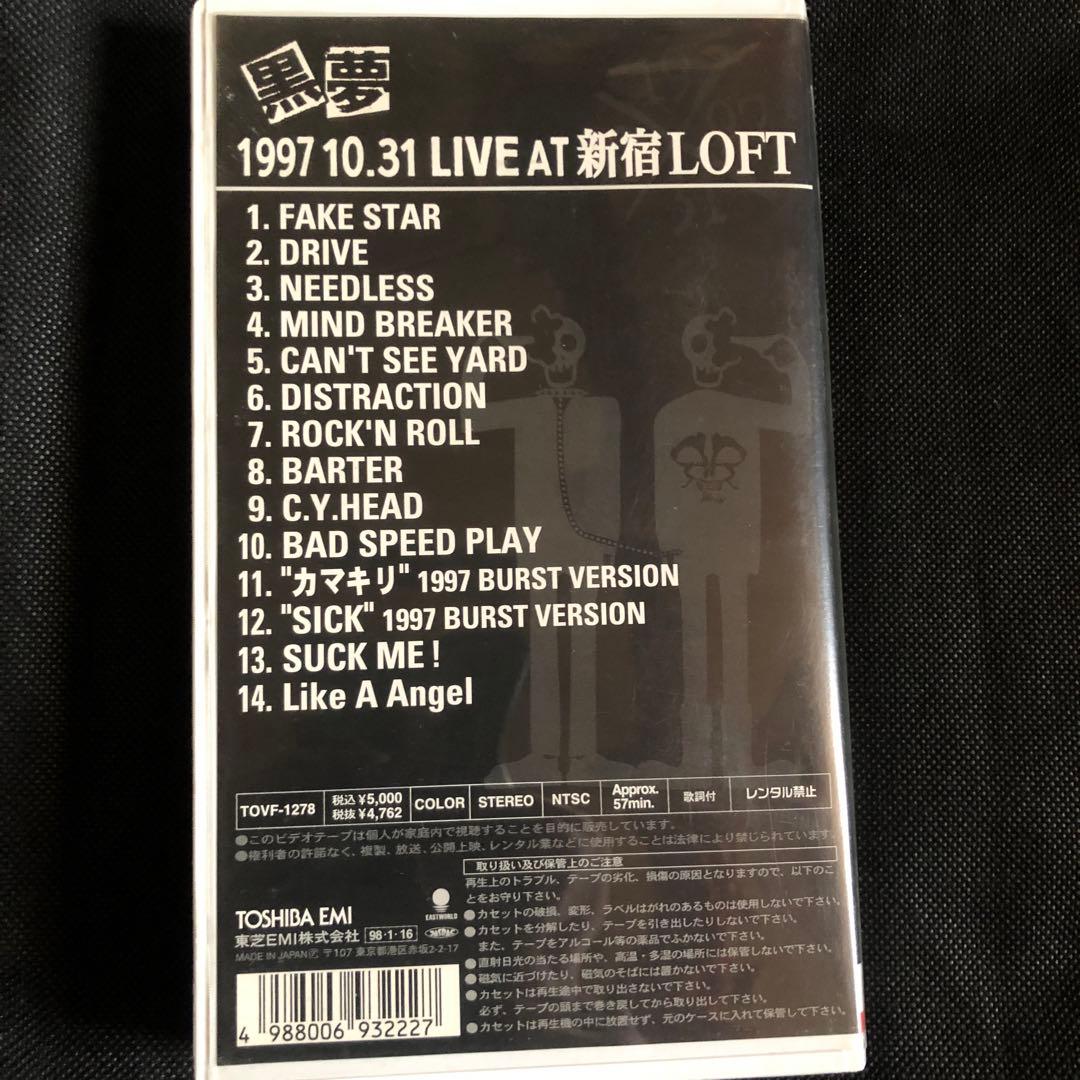 黒夢
1997 10.31 LIVE AT 新宿LOFT
1. FAKE STAR
2. DRIVE
3. NEEDLESS
4. MIND BREAKER
5. CAN'T SEE YARD
6. DISTRACTION
7. ROCK'N ROLL
8. BARTER
9. C.Y.HEAD
10. BAD SPEED PLAY
11. "カマキリ" 1997 BURST VERSION
12. "SICK" 1997 BURST VERSION
13. SUCK ME!
14. Like A Angel
TOVF-1278 税込¥5,000 税抜¥4,762 COLOR STEREO NTSC Approx. 57min. 歌詞付 レンタル禁止
●このビデオテープは個人が家庭内で視聴することを目的に販売しています。
●権利者の許諾なく、複製、放送、公開上映、レンタル業などに使用することは法律により禁じられています。
取り扱い及び保管上のご注意
再生上のトラブル、テープの劣化、損傷の原因となりますので、以下のこ
とをお守り下さい。
●カセットの破損、変形、ラベルはがれのあるものは使用しないで下さい。
●カセットを分解したり、テープを引き出したりしないで下さい。
また、テープをアルコール等の薬品でふかないで下さい。
●直射日光の当たる場所や、高温・多湿の場所には保管しないで下さい。
●磁気に近づけたり、磁気のそばには置かないで下さい。
●カセットは再生途中で取り出さないで下さい。
必ず、テープの頭まで巻き戻してから取り出して下さい。
●カセットは再生機の中に放置せず、元のケースに入れて保管して下さい。
TOSHIBA EMI
東芝EMI株式会社 98・1・16
MADE IN JAPAN 〒107 東京都港区赤坂2-2-17
EASTWORLD
4 988006 932227